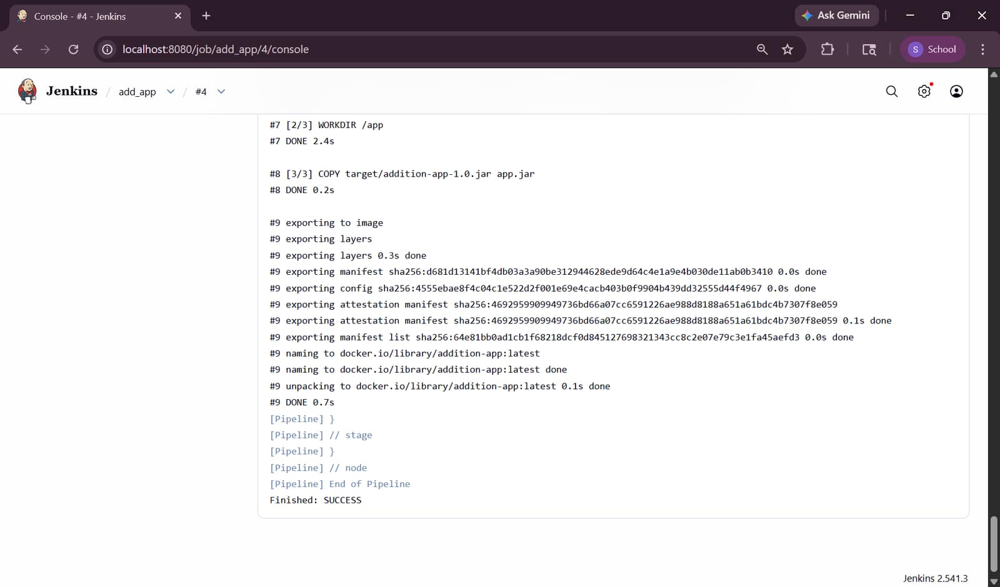 Console - #4 - Jenkins
Ask Gemini
localhost:8080/job/add_app/4/console
S School
Jenkins / add_app / #4
#7 [2/3] WORKDIR /app
#7 DONE 2.4s
#8 [3/3] COPY target/addition-app-1.0.jar app.jar
#8 DONE 0.2s
#9 exporting to image
#9 exporting layers
#9 exporting layers 0.3s done
#9 exporting manifest sha256:d681d13141bf4db03a3a90be312944628ede9d64c4e1a9e4b030de11ab0b3410 0.0s done
#9 exporting config sha256:4555ebae8f4c04c1e522d2f001e69e4cacb403b0f9904b439dd32555d44f4967 0.0s done
#9 exporting attestation manifest sha256:4692959909949736bd66a07cc6591226ae988d8188a651a61bdc4b7307f8e059
#9 exporting attestation manifest sha256:4692959909949736bd66a07cc6591226ae988d8188a651a61bdc4b7307f8e059 0.1s done
#9 exporting manifest list sha256:64e81bb0ad1cb1f68218dcf0d845127698321343cc8c2e07e79c3e1fa45aefd3 0.0s done
#9 naming to docker.io/library/addition-app:latest
#9 naming to docker.io/library/addition-app:latest done
#9 unpacking to docker.io/library/addition-app:latest 0.1s done
#9 DONE 0.7s
[Pipeline] }
[Pipeline] // stage
[Pipeline] }
[Pipeline] // node
[Pipeline] End of Pipeline
Finished: SUCCESS
Jenkins 2.541.3